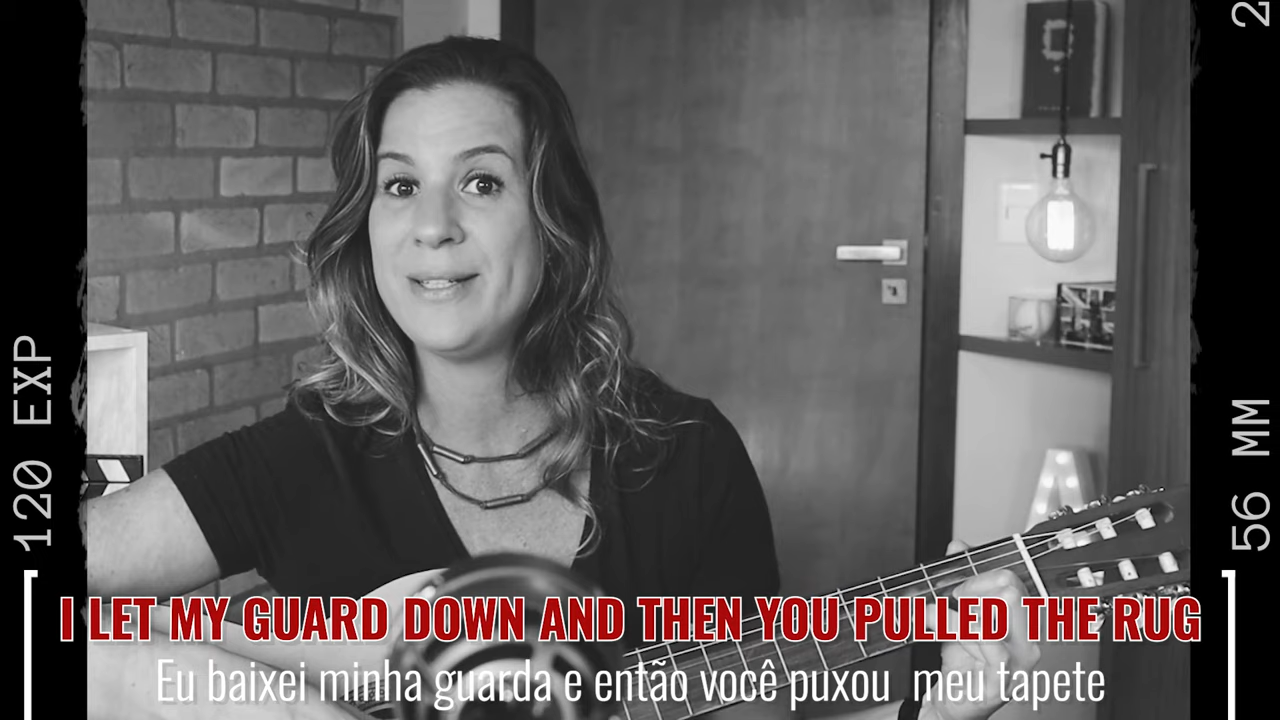 120 EXP
56 MM
2
I LET MY GUARD DOWN AND THEN YOU PULLED THE RUG
Eu baixei minha guarda e então você puxou meu tapete